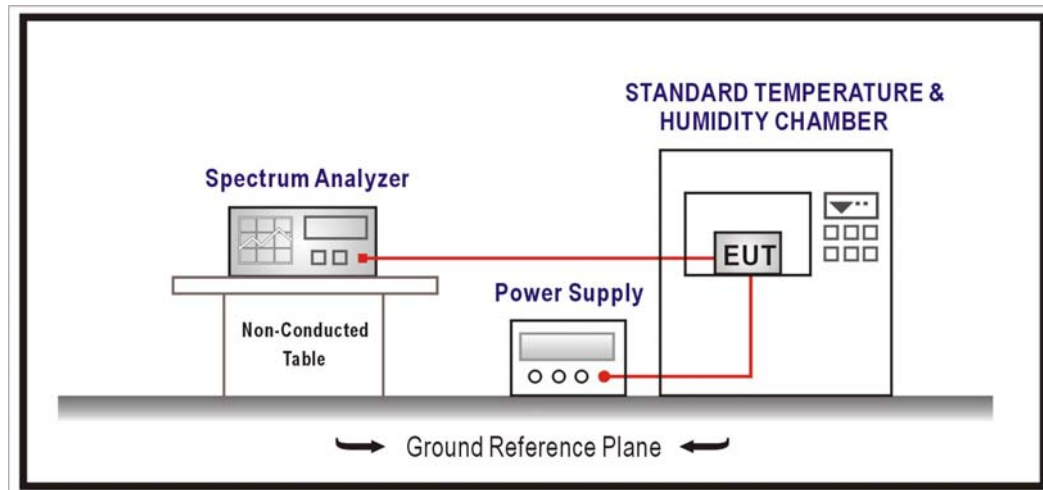 STANDARD TEMPERATURE &
HUMIDITY CHAMBER
Spectrum Analyzer
EUT
Power Supply
Non-Conducted
Table
Ground Reference Plane